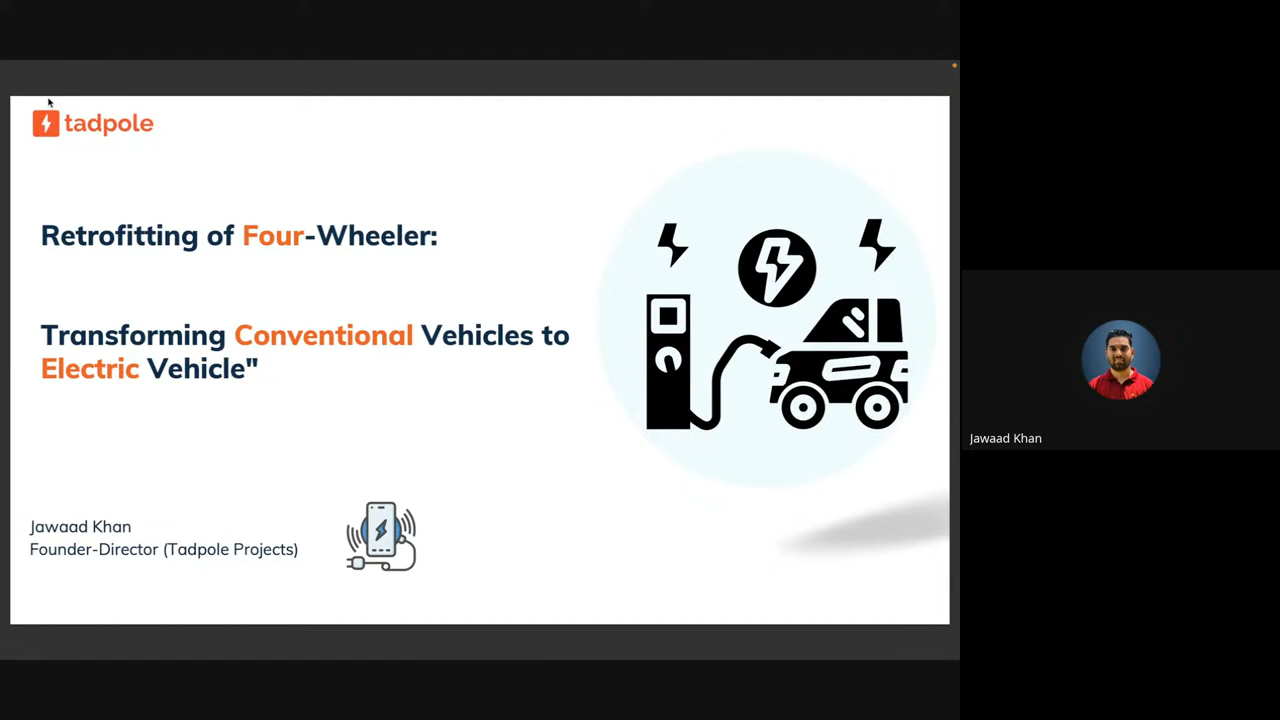 tadpole
Retrofitting of Four-Wheeler:
Transforming Conventional Vehicles to
Electric Vehicle"
Jawaad Khan
Founder-Director (Tadpole Projects)
Jawaad Khan